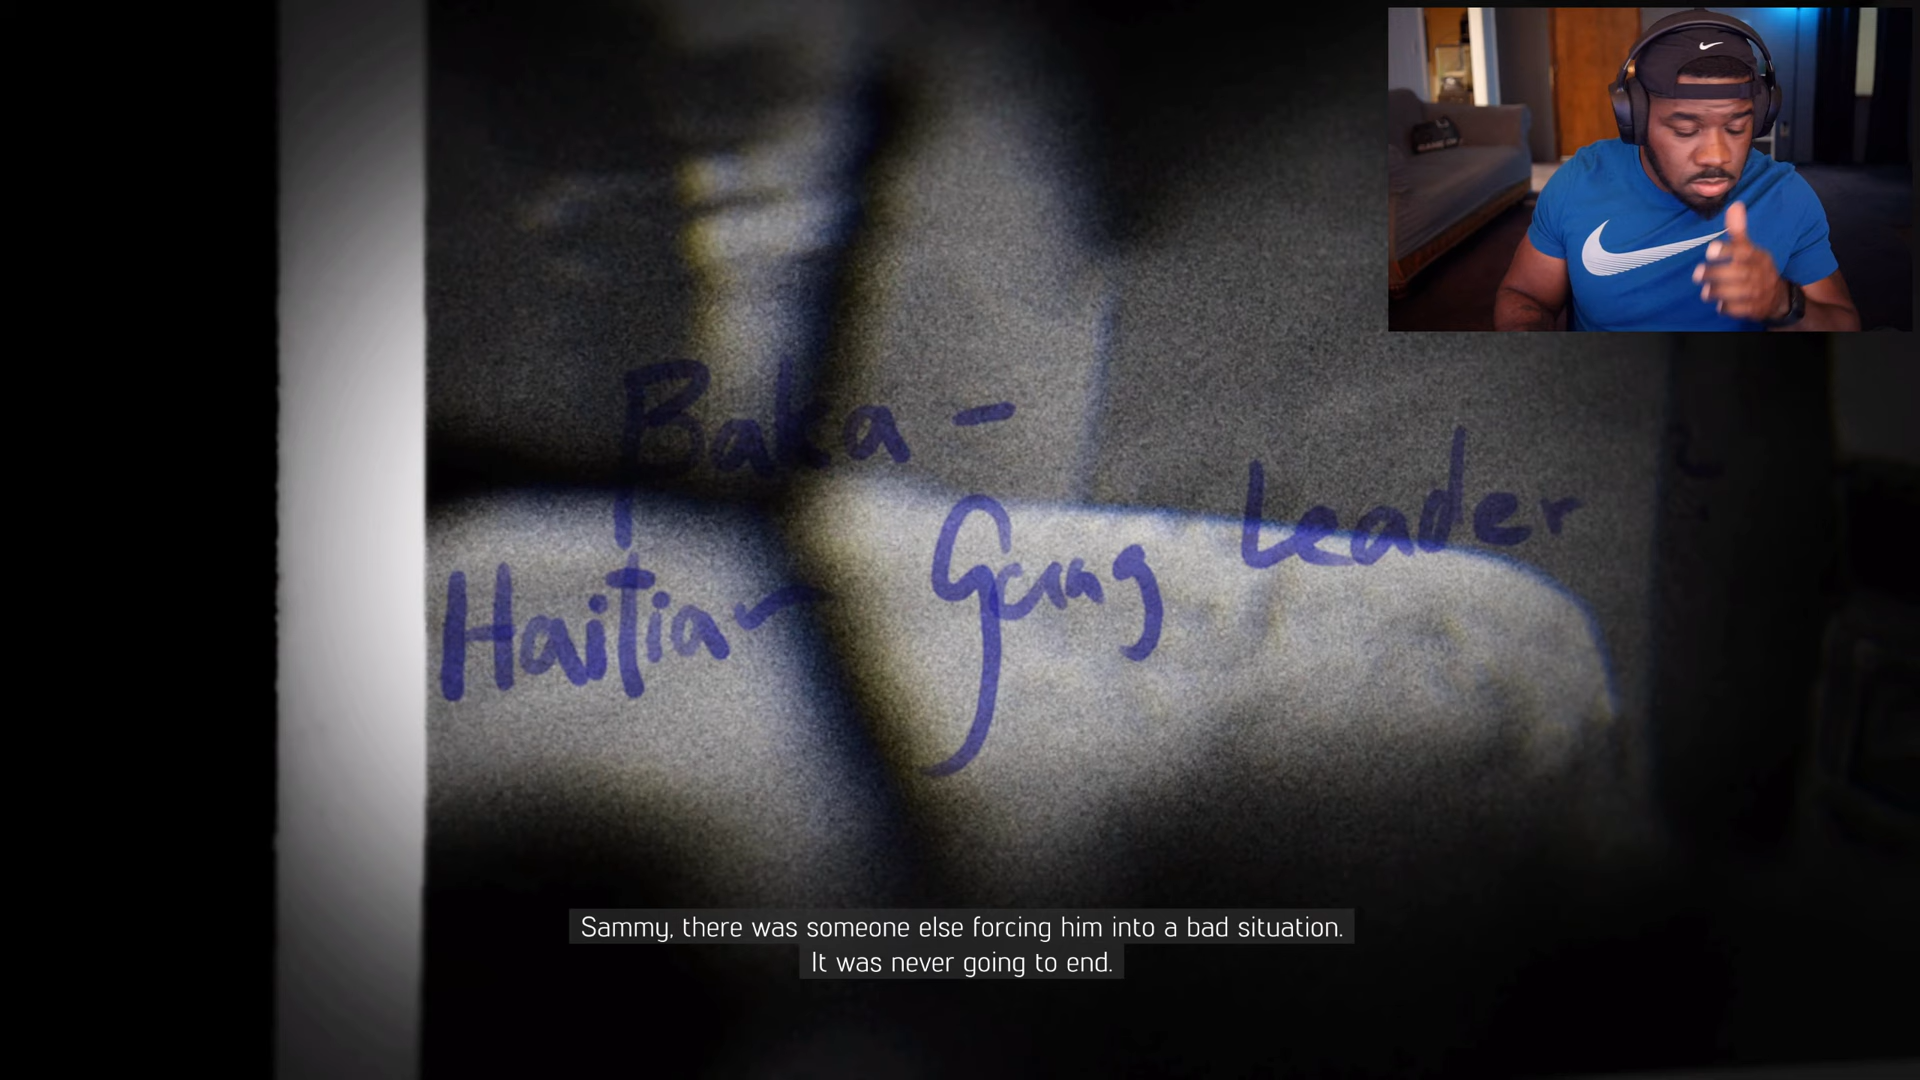 Baka -
Haitian Gang Leader
Sammy, there was someone else forcing him into a bad situation.
It was never going to end.